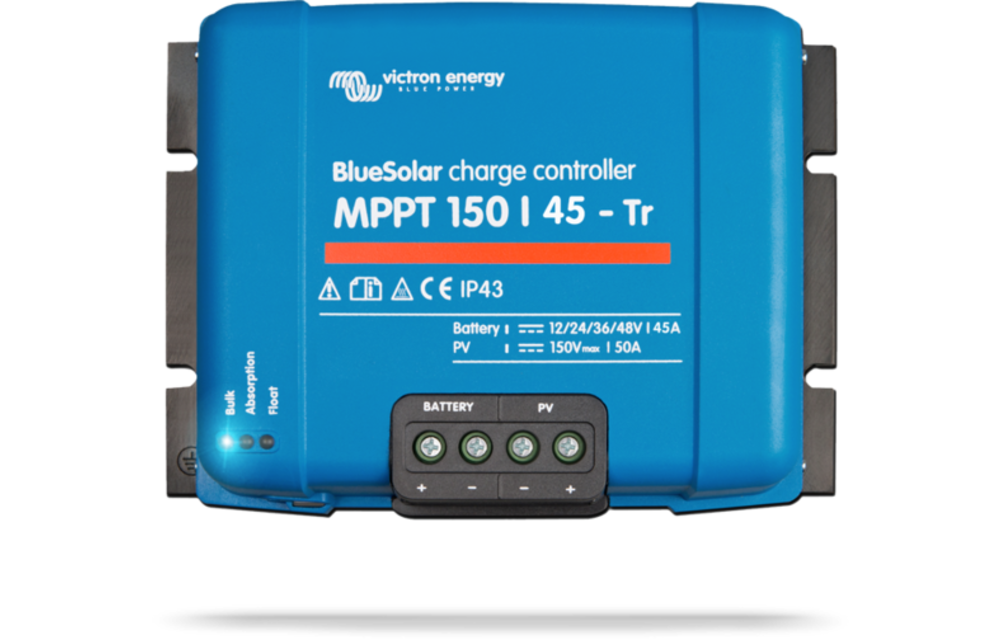 victron energy
BLUE POWER
BlueSolar charge controller
MPPT 150 | 45 - Tr
CE IP43
Battery 12/24/36/48V | 45A
PV 150Vmax | 50A
Bulk
Absorption
Float
BATTERY PV
+ - - +